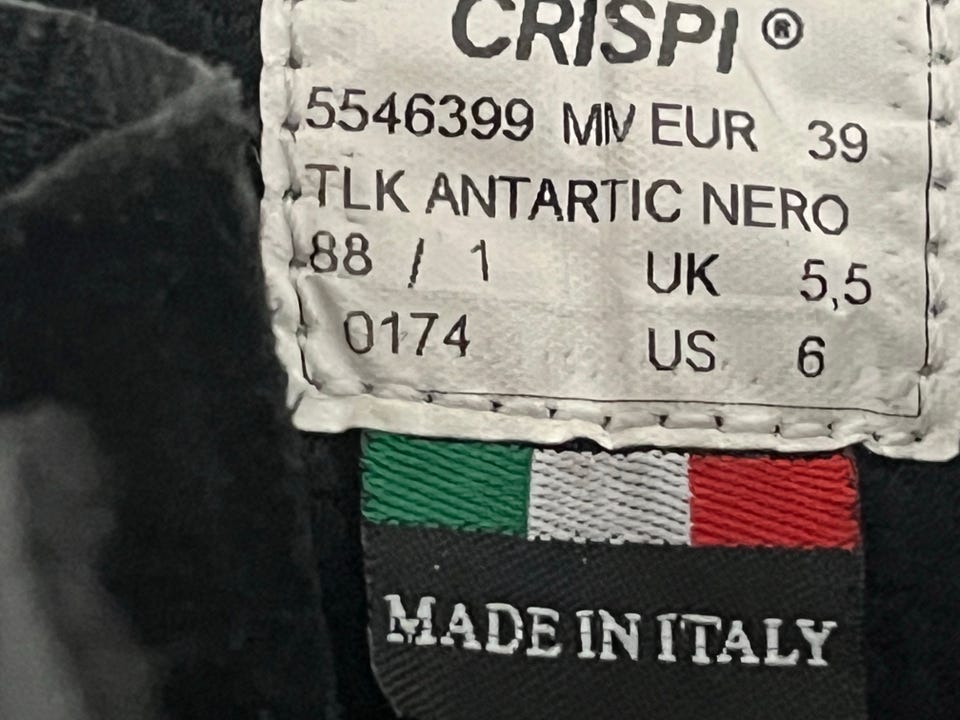 CRISPI ®
5546399 MV EUR 39
TLK ANTARTIC NERO
88 / 1 UK 5,5
0174 US 6
MADE IN ITALY